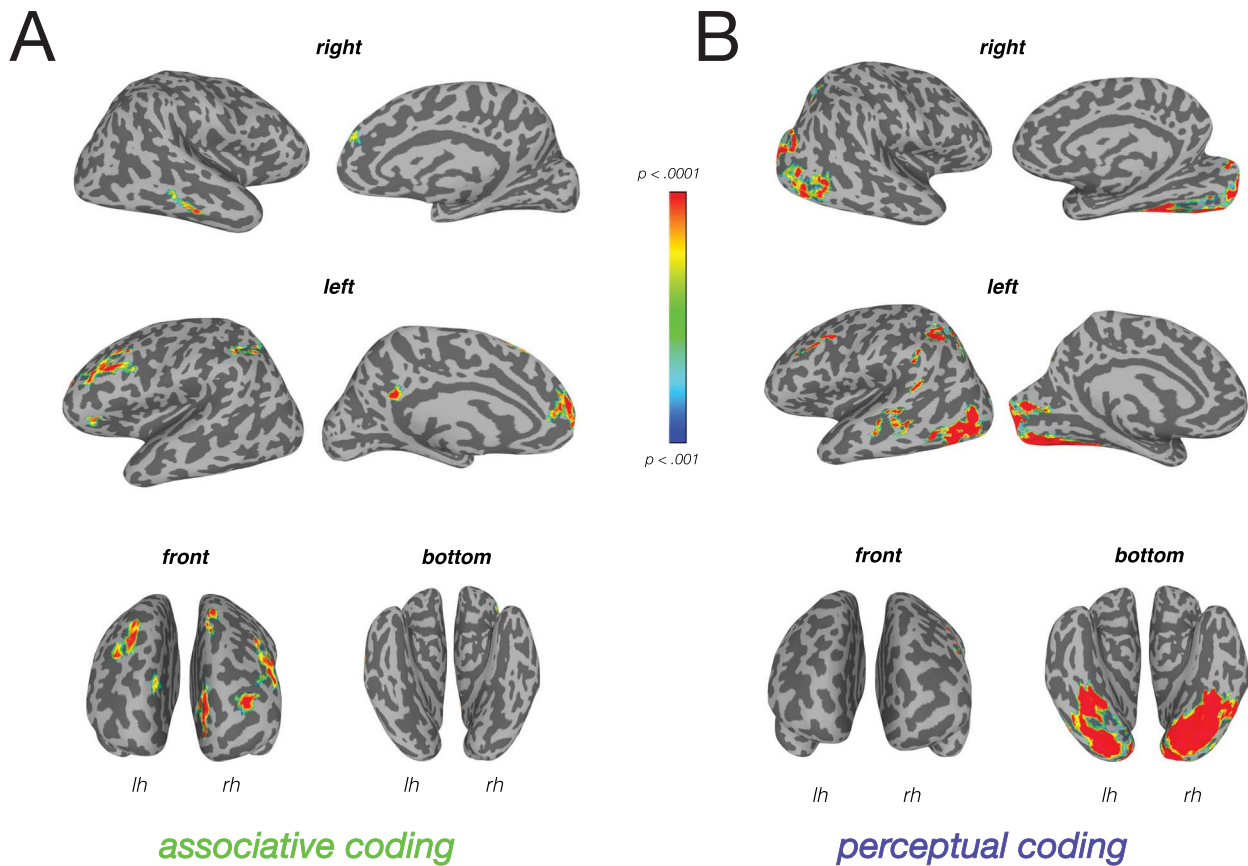 A
B
right
right
p < .0001
left
left
p < .001
front
bottom
front
bottom
lh
rh
lh
rh
lh
rh
lh
rh
associative coding
perceptual coding